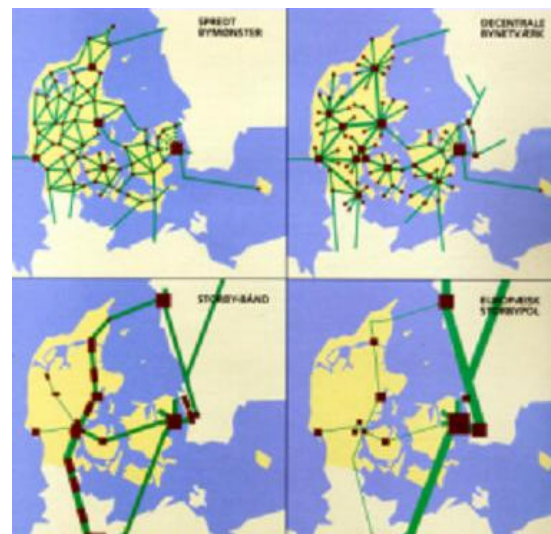 SPREDT
BYMØNSTER
DECENTRALE
BYNETVÆRK
STORBY-BÅND
EUROPÆISK
STORBYPOL